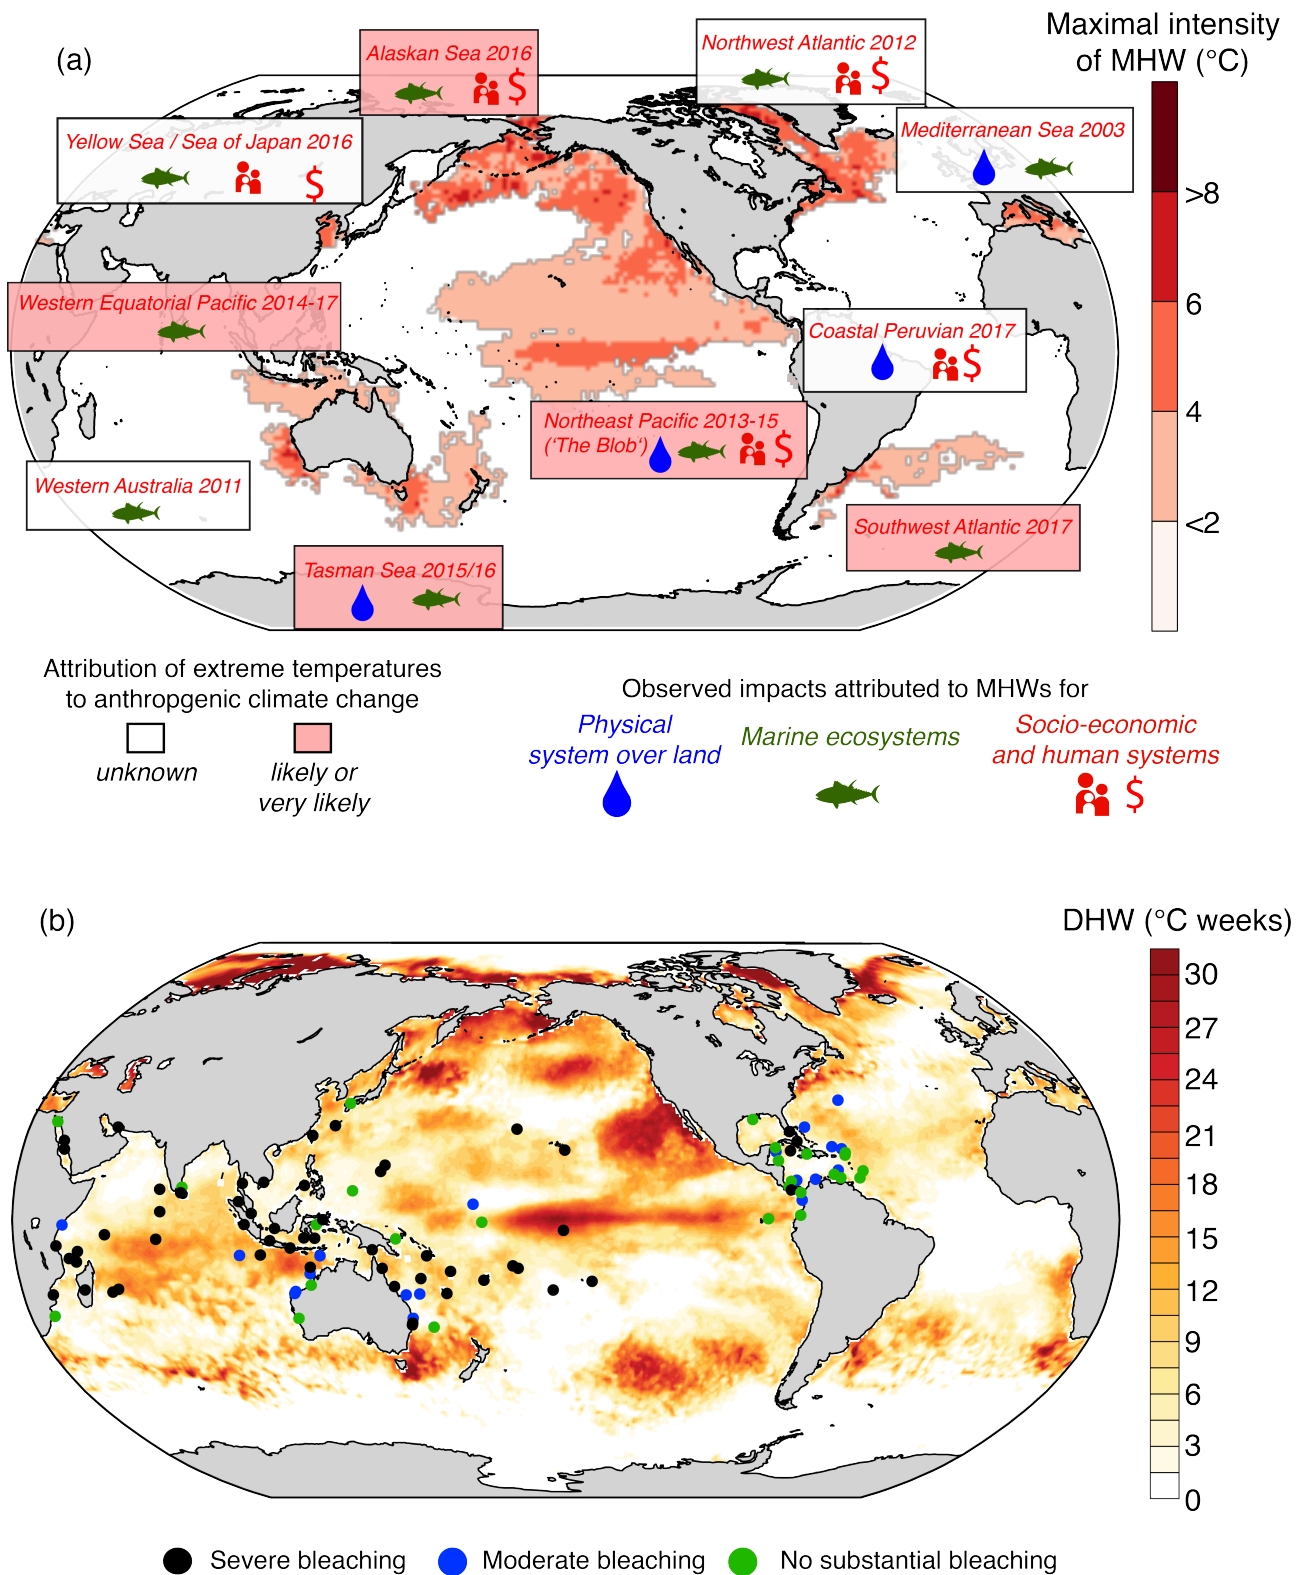 Maximal intensity
of MHW (°C)
(a)
Alaskan Sea 2016
$
Northwest Atlantic 2012
$
Yellow Sea / Sea of Japan 2016
$
Mediterranean Sea 2003
>8
6
4
<2
Western Equatorial Pacific 2014-17
Coastal Peruvian 2017
$
Northeast Pacific 2013-15
('The Blob')
$
Western Australia 2011
Southwest Atlantic 2017
Tasman Sea 2015/16
Attribution of extreme temperatures
to anthropgenic climate change
unknown
likely or
very likely
Observed impacts attributed to MHWs for
Physical
system over land
Marine ecosystems
Socio-economic
and human systems
$
(b)
DHW (°C weeks)
30
27
24
21
18
15
12
9
6
3
0
Severe bleaching
Moderate bleaching
No substantial bleaching